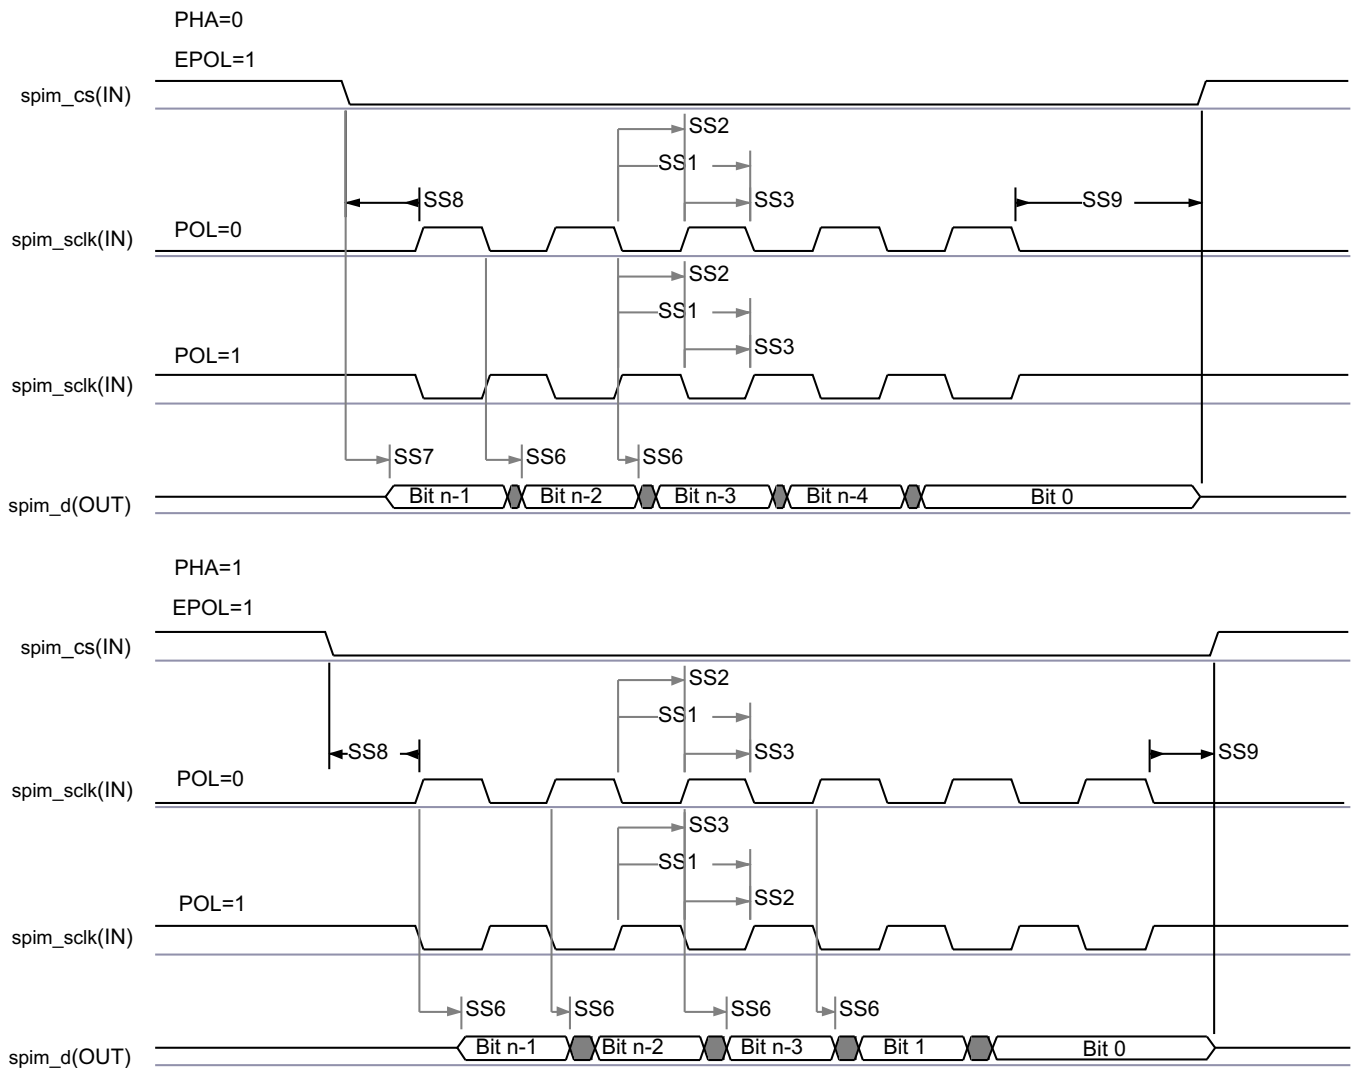 PHA=0
EPOL=1
spim_cs(IN)
SS2
SS1
SS3
SS8
SS9
POL=0
spim_sclk(IN)
SS2
SS1
SS3
POL=1
spim_sclk(IN)
SS7
SS6
SS6
Bit n-1
Bit n-2
Bit n-3
Bit n-4
Bit 0
spim_d(OUT)
PHA=1
EPOL=1
spim_cs(IN)
SS2
SS1
SS3
SS8
SS9
POL=0
spim_sclk(IN)
SS3
SS1
SS2
POL=1
spim_sclk(IN)
SS6
SS6
SS6
SS6
Bit n-1
Bit n-2
Bit n-3
Bit 1
Bit 0
spim_d(OUT)